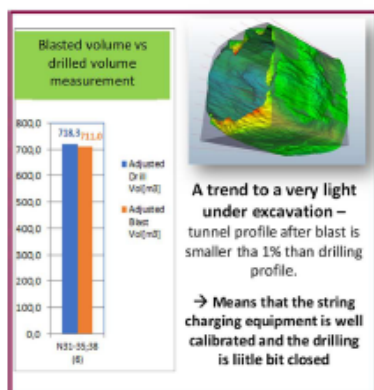 Blasted volume vs
drilled volume
measurement
800,0
700,0
600,0
500,0
400,0
300,0
200,0
100,0
0,0
718,3
711,0
N31-35;38
(6)
Adjusted
Drill
Vol[m3]
Adjusted
Blast
Vol[m3]
A trend to a very light
under excavation –
tunnel profile after blast is
smaller tha 1% than drilling
profile.
→ Means that the string
charging equipment is well
calibrated and the drilling
is liitle bit closed